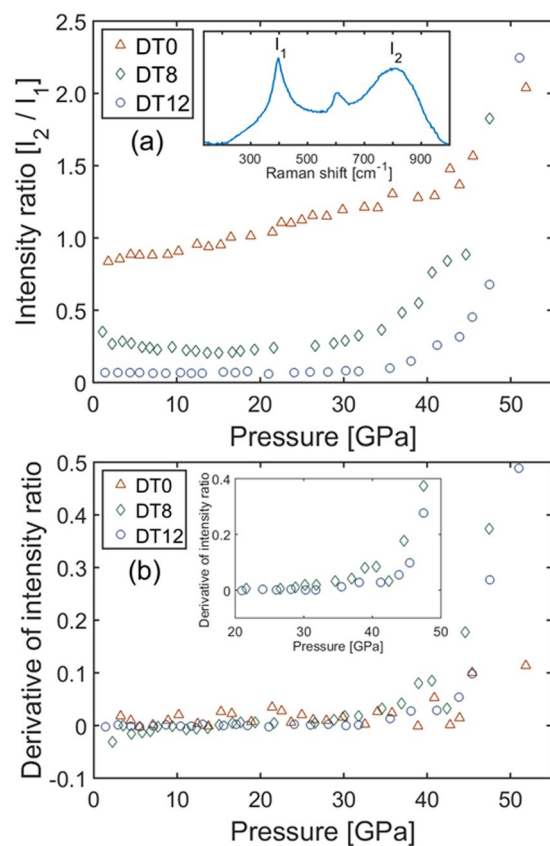 2.5
2.0
1.5
1.0
0.5
0
Intensity ratio [I2 / I1]
DT0
DT8
DT12
(a)
I1
I2
300 500 700 900
Raman shift [cm-1]
0 10 20 30 40 50
Pressure [GPa]
0.5
0.4
0.3
0.2
0.1
0
-0.1
Derivative of intensity ratio
DT0
DT8
DT12
(b)
0.4
0.2
0
Derivative of intensity ratio
20 30 40 50
Pressure [GPa]
0 10 20 30 40 50
Pressure [GPa]